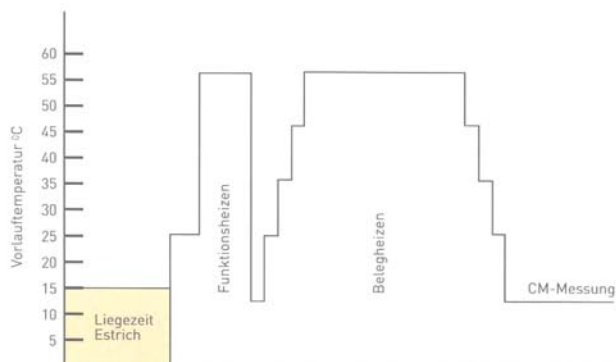 Vorlauftemperatur ºC
60
55
50
45
40
35
30
25
20
15
10
5
Liegezeit
Estrich
Funktionsheizen
Belegheizen
CM-Messung